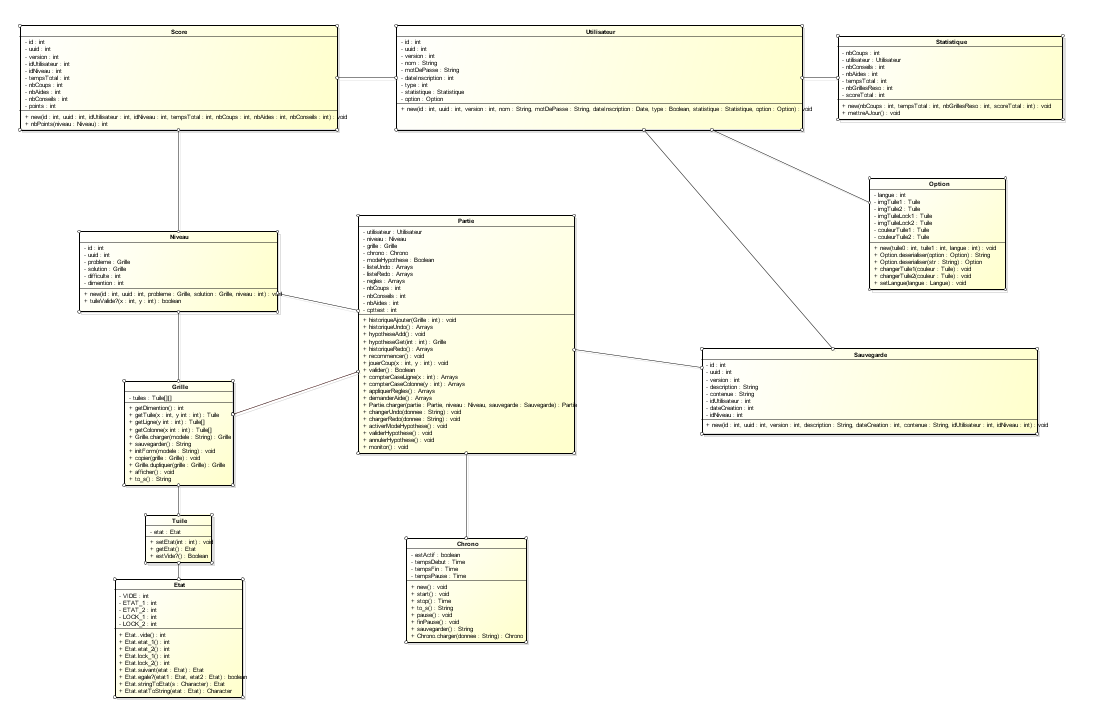 Score
- id : int
- uuid : int
- version : int
- idUtilisateur : int
- idNiveau : int
- tempsTotal : int
- nbCoups : int
- nbAides : int
- nbConseils : int
- points : int
+ new(id : int, uuid : int, idUtilisateur : int, idNiveau : int, tempsTotal : int, nbCoups : int, nbAides : int, nbConseils : int) : void
+ nbPoints(niveau : Niveau) : int
Utilisateur
- id : int
- uuid : int
- version : int
- nom : String
- motDePasse : String
- dateInscription : int
- type : int
- statistique : Statistique
- option : Option
+ new(id : int, uuid : int, version : int, nom : String, motDePasse : String, dateInscription : Date, type : Boolean, statistique : Statistique, option : Option) : void
Statistique
- nbCoups : int
- utilisateur : Utilisateur
- nbConseils : int
- nbAides : int
- tempsTotal : int
- nbGrillesReso : int
- scoreTotal : int
+ new(nbCoups : int, tempsTotal : int, nbGrillesReso : int, scoreTotal : int) : void
+ mettreAJour() : void
Option
- langue : int
- imgTuile1 : Tuile
- imgTuile2 : Tuile
- imgTuileLock1 : Tuile
- imgTuileLock2 : Tuile
- couleurTuile1 : Tuile
- couleurTuile2 : Tuile
+ new(tuile0 : int, tuile1 : int, langue : int) : void
+ Option.deserialiser(option : Option) : String
+ Option.deserialiser(str : String) : Option
+ changerTuile1(couleur : Tuile) : void
+ changerTuile2(couleur : Tuile) : void
+ setLangue(langue : Langue) : void
Niveau
- id : int
- uuid : int
- probleme : Grille
- solution : Grille
- difficulte : int
- dimention : int
+ new(id : int, uuid : int, probleme : Grille, solution : Grille, niveau : int) : void
+ tuileValide?(x : int, y : int) : boolean
Partie
- utilisateur : Utilisateur
- niveau : Niveau
- grille : Grille
- chrono : Chrono
- modeHypothese : Boolean
- listeUndo : Arrays
- listeRedo : Arrays
- regles : Arrays
- nbCoups : int
- nbConseils : int
- nbAides : int
- cpttest : int
+ historiqueAjouter(Grille : int) : void
+ historiqueUndo() : Arrays
+ hypotheseAdd() : void
+ hypotheseGet(int : int) : Grille
+ historiqueRedo() : Arrays
+ recommencer() : void
+ jouerCoup(x : int, y : int) : void
+ valider() : Boolean
+ compterCaseLigne(x : int) : Arrays
+ compterCaseColonne(y : int) : Arrays
+ appliquerRegles() : Arrays
+ demanderAide() : Arrays
+ Partie.charger(partie : Partie, niveau : Niveau, sauvegarde : Sauvegarde) : Partie
+ changerUndo(donnee : String) : void
+ chargerRedo(donnee : String) : void
+ activerModeHypothese() : void
+ validerHypothese() : void
+ annulerHypothese() : void
+ monitor() : void
Sauvegarde
- id : int
- uuid : int
- version : int
- description : String
- contenue : String
- idUtilisateur : int
- dateCreation : int
- idNiveau : int
+ new(id : int, uuid : int, version : int, description : String, dateCreation : int, contenue : String, idUtilisateur : int, idNiveau : int) : void
Grille
- tuiles : Tuile[][]
+ getDimention() : int
+ getTuile(x : int, y int : int) : Tuile
+ getLigne(y int : int) : Tuile[]
+ getColonne(x int : int) : Tuile[]
+ Grille.charger(modele : String) : Grille
+ sauvegarder() : String
+ initForm(modele : String) : void
+ copier(grille : Grille) : void
+ Grille.dupliquer(grille : Grille) : Grille
+ afficher() : void
+ to_s() : String
Tuile
- etat : Etat
+ setEtat(int : int) : void
+ getEtat() : Etat
+ estVide?() : Boolean
Chrono
- estActif : boolean
- tempsDebut : Time
- tempsFin : Time
- tempsPause : Time
+ new() : void
+ start() : void
+ stop() : Time
+ to_s() : String
+ pause() : void
+ finPause() : void
+ sauvegarder() : String
+ Chrono.charger(donnee : String) : Chrono
Etat
- VIDE : int
- ETAT_1 : int
- ETAT_2 : int
- LOCK_1 : int
- LOCK_2 : int
+ Etat..vide() : int
+ Etat.etat_1() : int
+ Etat.etat_2() : int
+ Etat.lock_1() : int
+ Etat.lock_2() : int
+ Etat.suivant(etat : Etat) : Etat
+ Etat.egale?(etat1 : Etat, etat2 : Etat) : boolean
+ Etat.stringToEtat(s : Character) : Etat
+ Etat.etatToString(etat : Etat) : Character